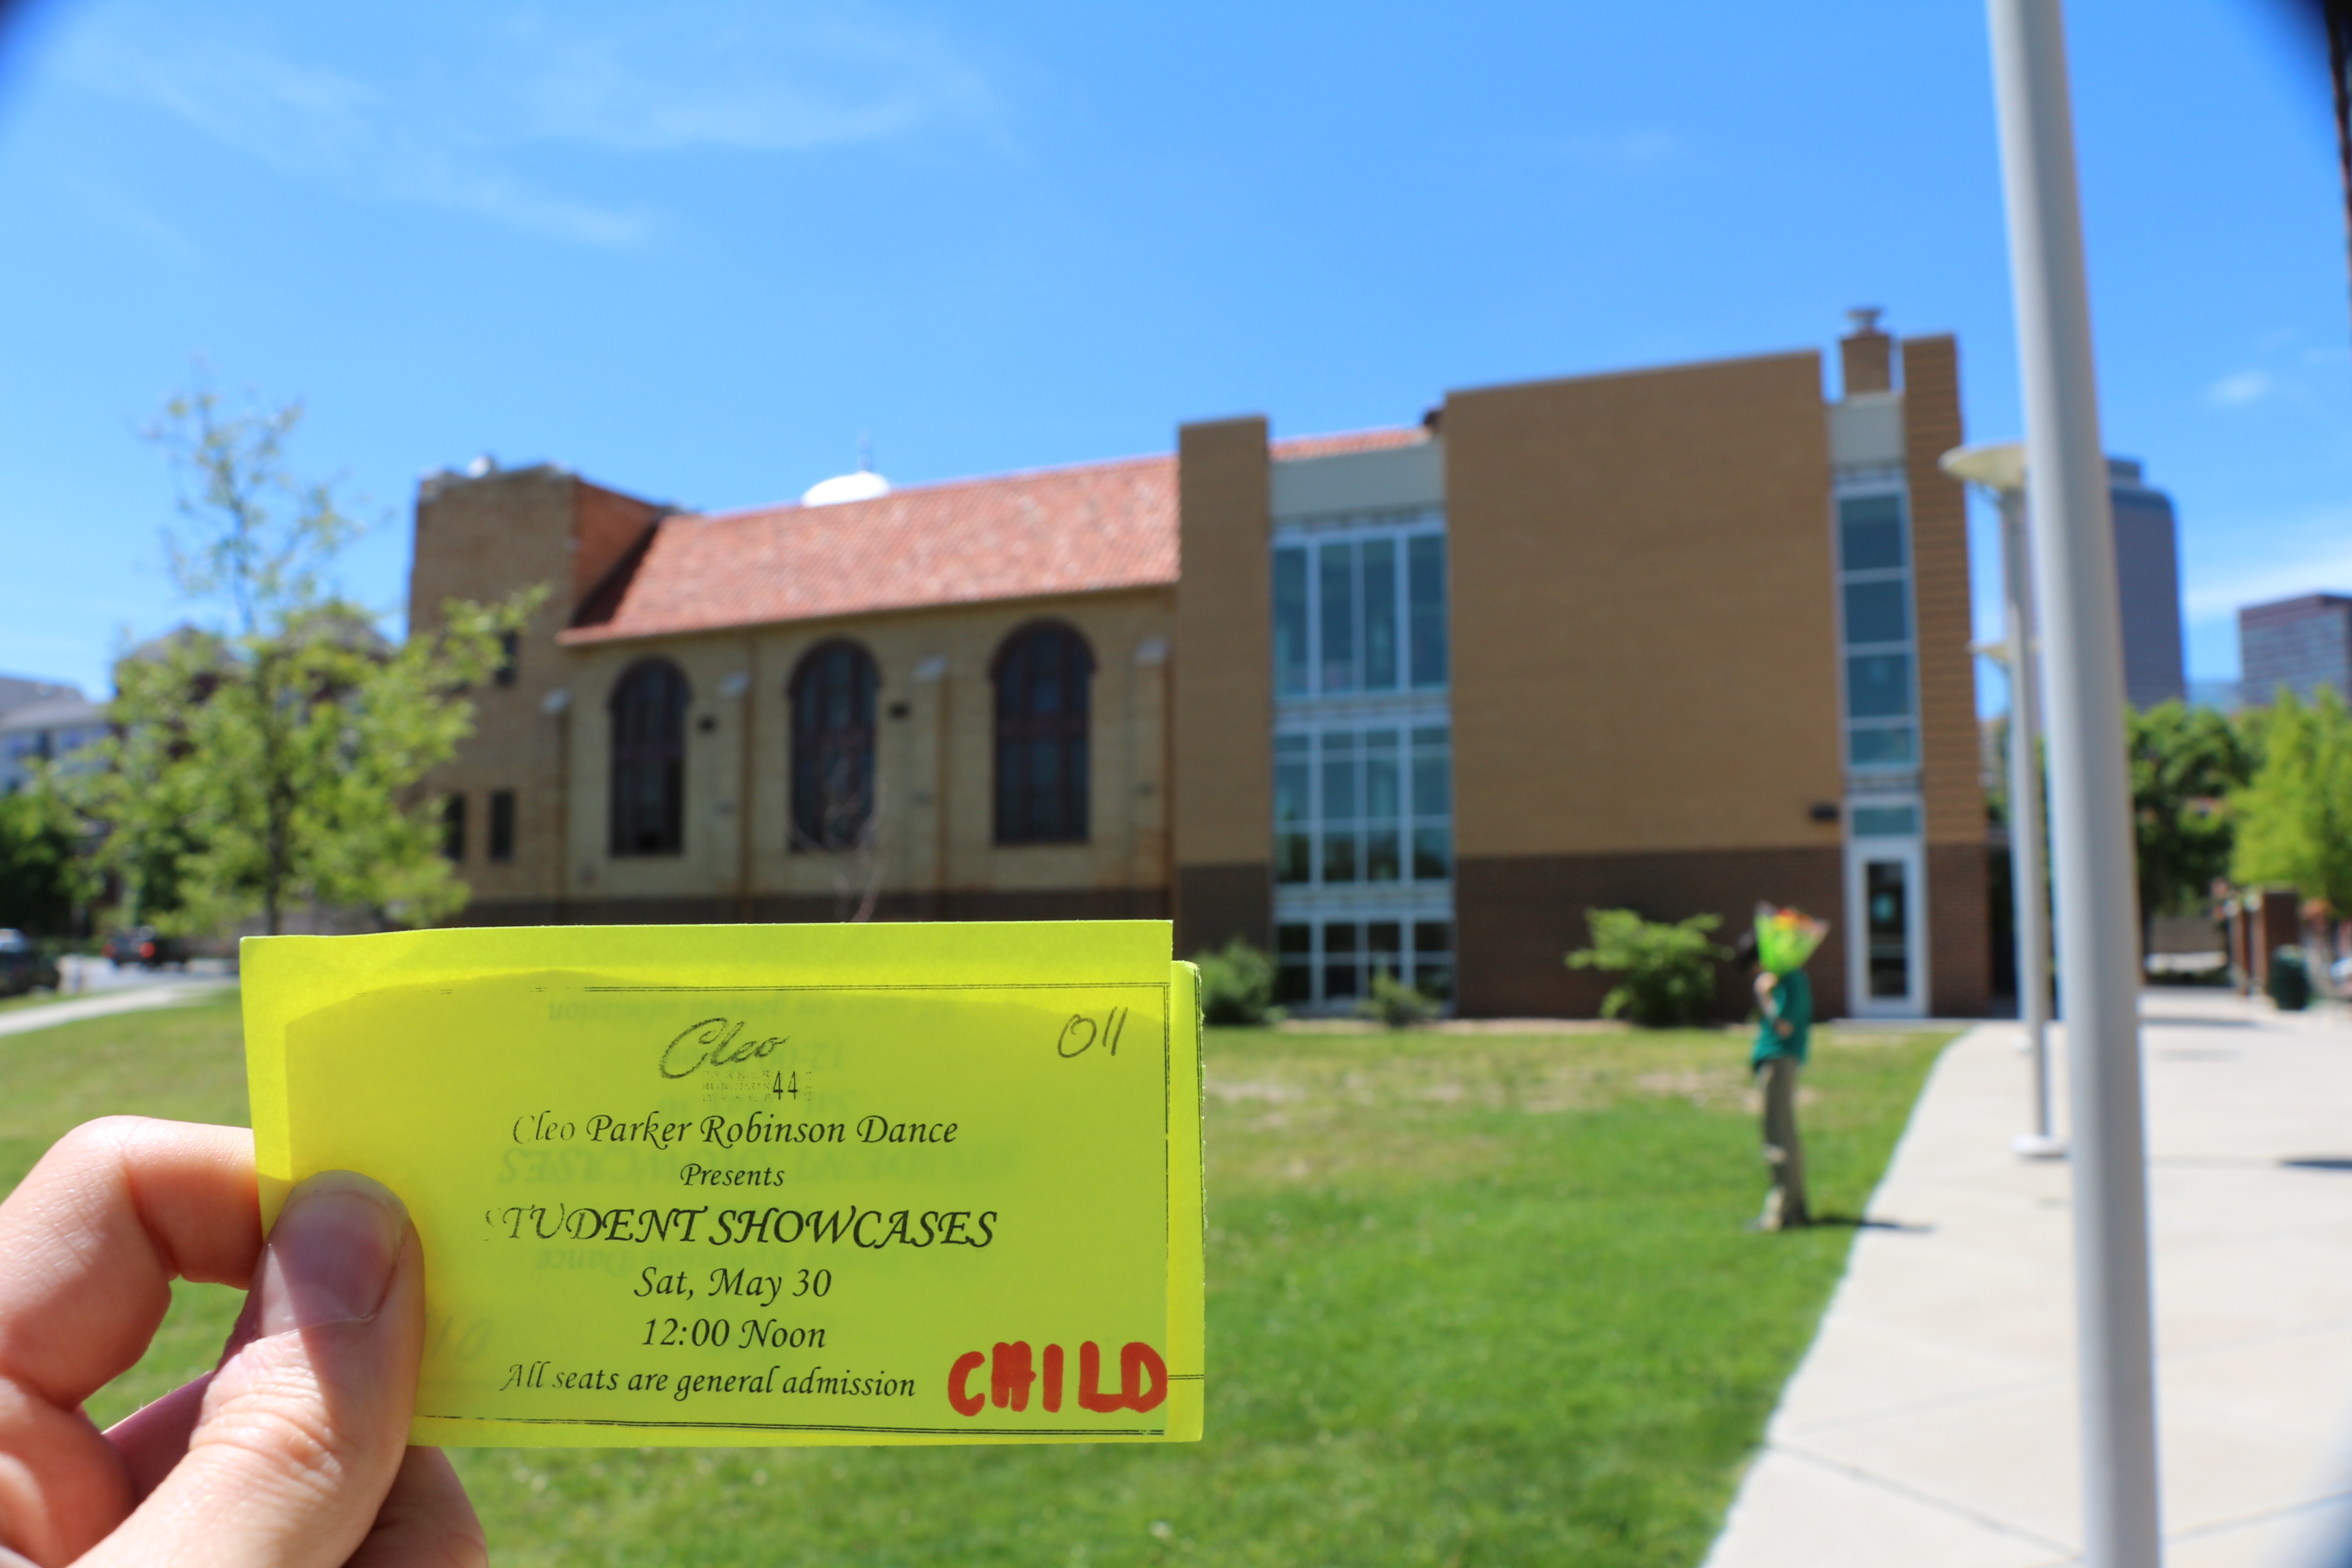 011
Cleo
44
Cleo Parker Robinson Dance
Presents
STUDENT SHOWCASES
Sat, May 30
12:00 Noon
All seats are general admission
CHILD